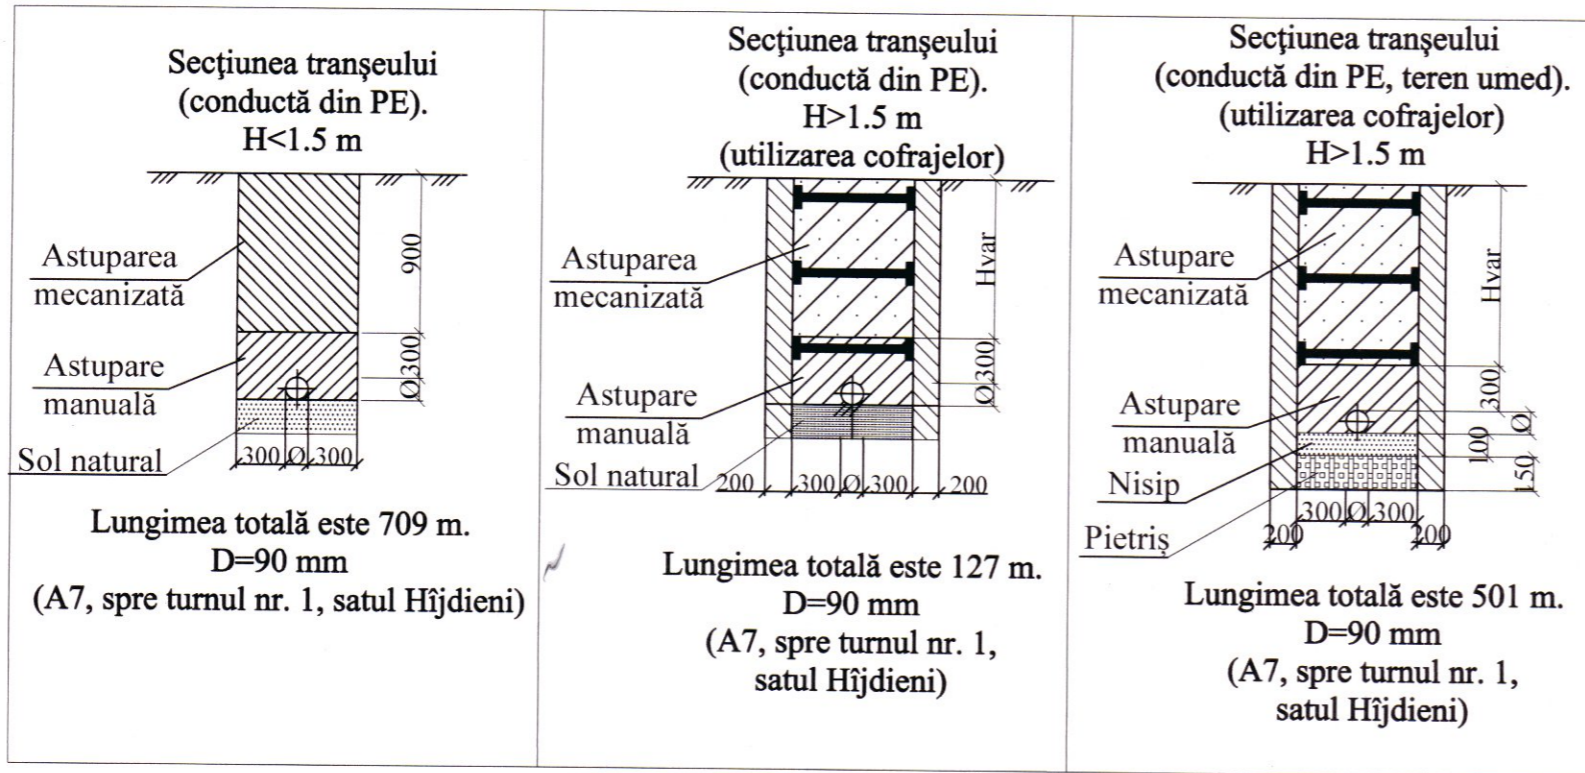 Secţiunea tranşeului
(conductă din PE).
H<1.5 m
Astuparea
mecanizată
Astupare
manuală
Sol natural
900
300
Ø
300 Ø 300
Lungimea totală este 709 m.
D=90 mm
(A7, spre turnul nr. 1, satul Hîjdieni)
Secţiunea tranşeului
(conductă din PE).
H>1.5 m
(utilizarea cofrajelor)
Astuparea
mecanizată
Astupare
manuală
Sol natural
Hvar
300
Ø
200 300 Ø 300 200
Lungimea totală este 127 m.
D=90 mm
(A7, spre turnul nr. 1,
satul Hîjdieni)
Secţiunea tranşeului
(conductă din PE, teren umed).
(utilizarea cofrajelor)
H>1.5 m
Astupare
mecanizată
Astupare
manuală
Nisip
Pietriş
Hvar
300
Ø
100
150
200 300 Ø 300 200
Lungimea totală este 501 m.
D=90 mm
(A7, spre turnul nr. 1,
satul Hîjdieni)